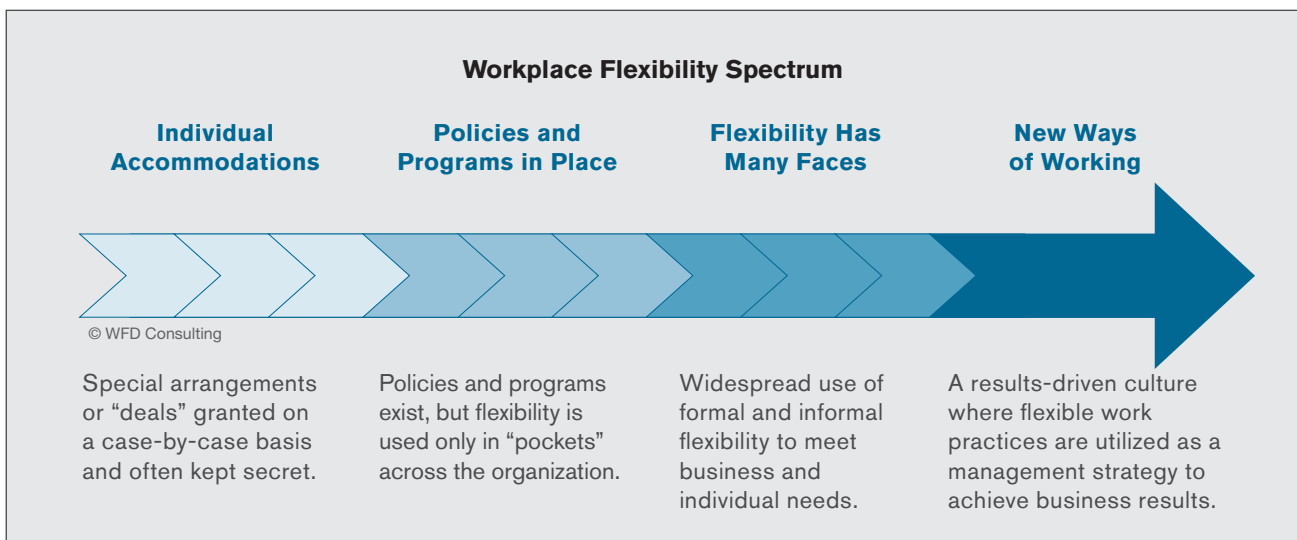 Workplace Flexibility Spectrum
Individual
Accommodations
Policies and
Programs in Place
Flexibility Has
Many Faces
New Ways
of Working
© WFD Consulting
Special arrangements
or “deals” granted on
a case-by-case basis
and often kept secret.
Policies and programs
exist, but flexibility is
used only in “pockets”
across the organization.
Widespread use of
formal and informal
flexibility to meet
business and
individual needs.
A results-driven culture
where flexible work
practices are utilized as a
management strategy to
achieve business results.